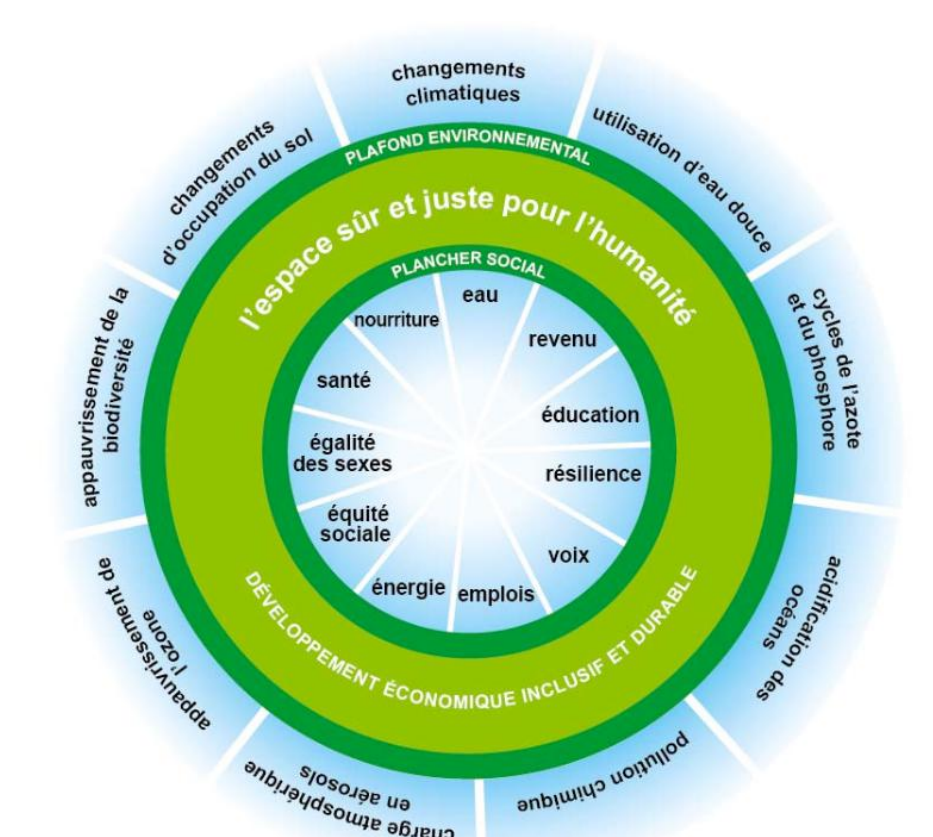 changements
climatiques
utilisation d'eau douce
cycles de l'azote
et du phosphore
acidification des
océans
pollution chimique
charge atmosphérique
en aérosols
appauvrissement de
l'ozone
appauvrissement de la
biodiversité
changements
d'occupation du sol
PLAFOND ENVIRONNEMENTAL
l'espace sûr et juste pour l'humanité
PLANCHER SOCIAL
eau
revenu
éducation
résilience
voix
emplois
énergie
équité
sociale
égalité
des sexes
santé
nourriture
DÉVELOPPEMENT ÉCONOMIQUE INCLUSIF ET DURABLE